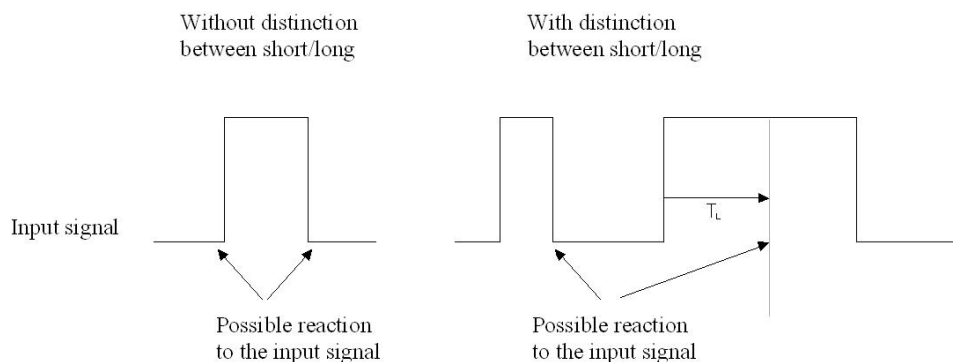 Without distinction
between short/long
With distinction
between short/long
Input signal
TL
Possible reaction
to the input signal
Possible reaction
to the input signal